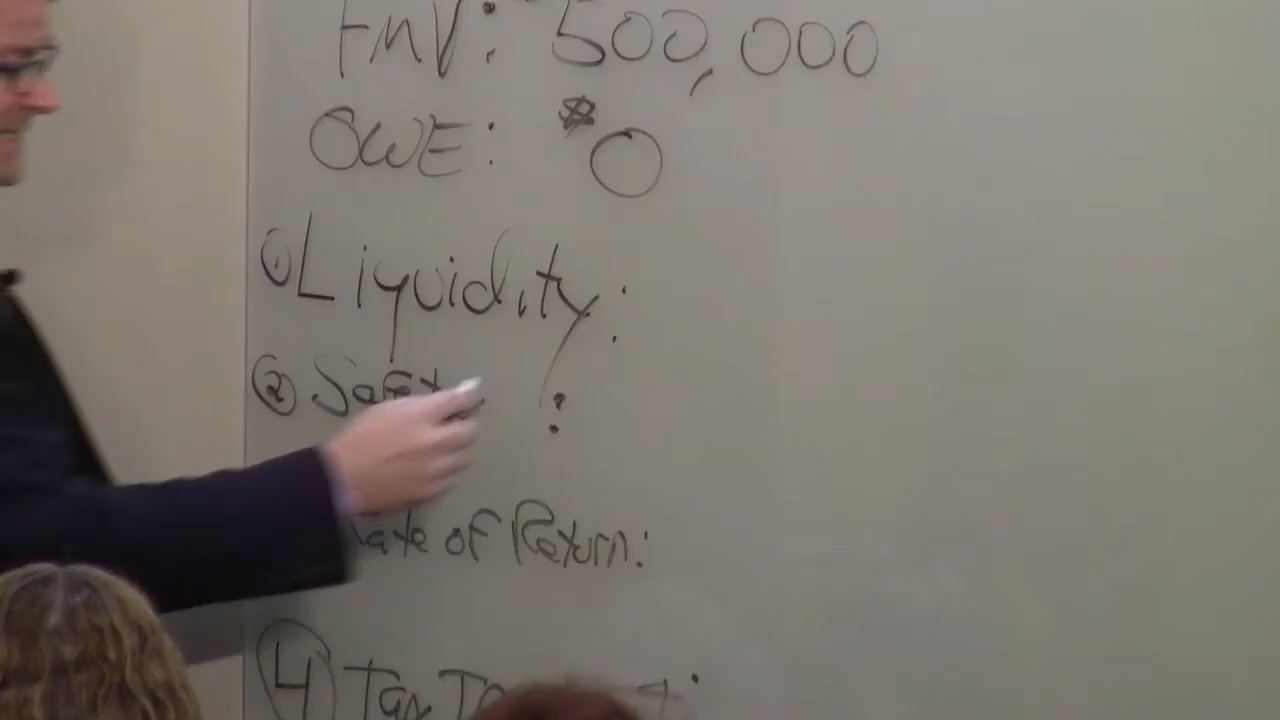 FMV: 500,000
OWE: 0
① Liquidity:
② Safety :
Rate of Return:
④ Tax